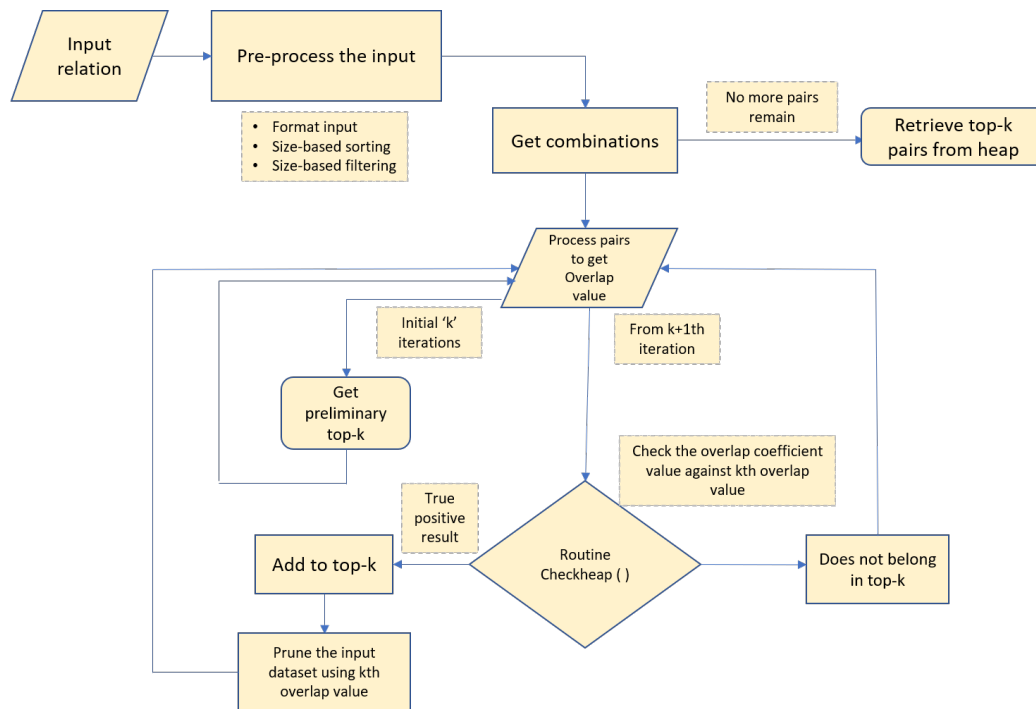 Input
relation
Pre-process the input
• Format input
• Size-based sorting
• Size-based filtering
Get combinations
No more pairs
remain
Retrieve top-k
pairs from heap
Process pairs
to get
Overlap
value
Initial ‘k’
iterations
From k+1th
iteration
Get
preliminary
top-k
Check the overlap coefficient
value against kth overlap
value
True
positive
result
Add to top-k
Routine
Checkheap ( )
Does not belong
in top-k
Prune the input
dataset using kth
overlap value